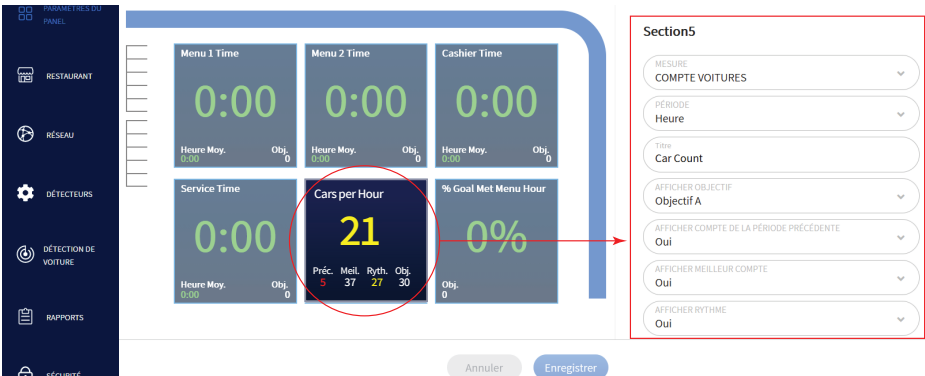 PARAMÈTRES DU
PANEL
RESTAURANT
RÉSEAU
DÉTECTEURS
DÉTECTION DE
VOITURE
RAPPORTS
SÉCURITÉ
Menu 1 Time
0:00
Heure Moy. Obj.
0:00 0
Menu 2 Time
0:00
Heure Moy. Obj.
0:00 0
Cashier Time
0:00
Heure Moy. Obj.
0:00 0
Service Time
0:00
Heure Moy. Obj.
0:00 0
Cars per Hour
21
Préc. Meil. Ryth. Obj.
5 37 27 30
% Goal Met Menu Hour
0%
Obj.
0
Section5
MESURE
COMPTE VOITURES
PÉRIODE
Heure
Titre
Car Count
AFFICHER OBJECTIF
Objectif A
AFFICHER COMPTE DE LA PÉRIODE PRÉCÉDENTE
Oui
AFFICHER MEILLEUR COMPTE
Oui
AFFICHER RYTHME
Oui
Annuler Enregistrer